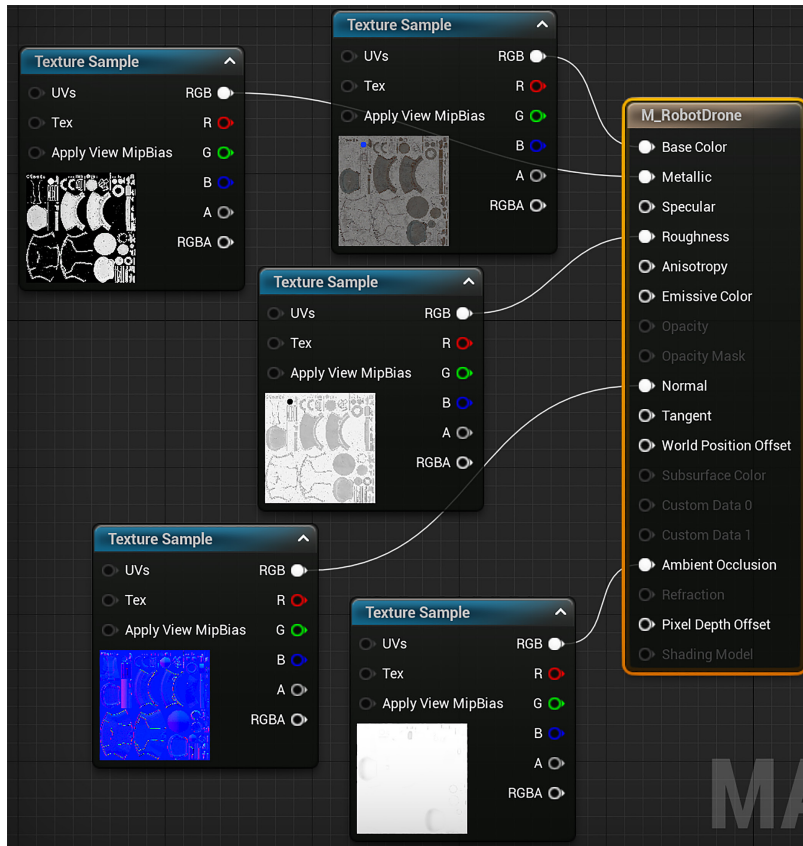 Texture Sample
UVs
RGB
Tex
R
Apply View MipBias
G
B
A
RGBA
Texture Sample
UVs
RGB
Tex
R
Apply View MipBias
G
B
A
RGBA
Texture Sample
UVs
RGB
Tex
R
Apply View MipBias
G
B
A
RGBA
Texture Sample
UVs
RGB
Tex
R
Apply View MipBias
G
B
A
RGBA
Texture Sample
UVs
RGB
Tex
R
Apply View MipBias
G
B
A
RGBA
M_RobotDrone
Base Color
Metallic
Specular
Roughness
Anisotropy
Emissive Color
Opacity
Opacity Mask
Normal
Tangent
World Position Offset
Subsurface Color
Custom Data 0
Custom Data 1
Ambient Occlusion
Refraction
Pixel Depth Offset
Shading Model
MA